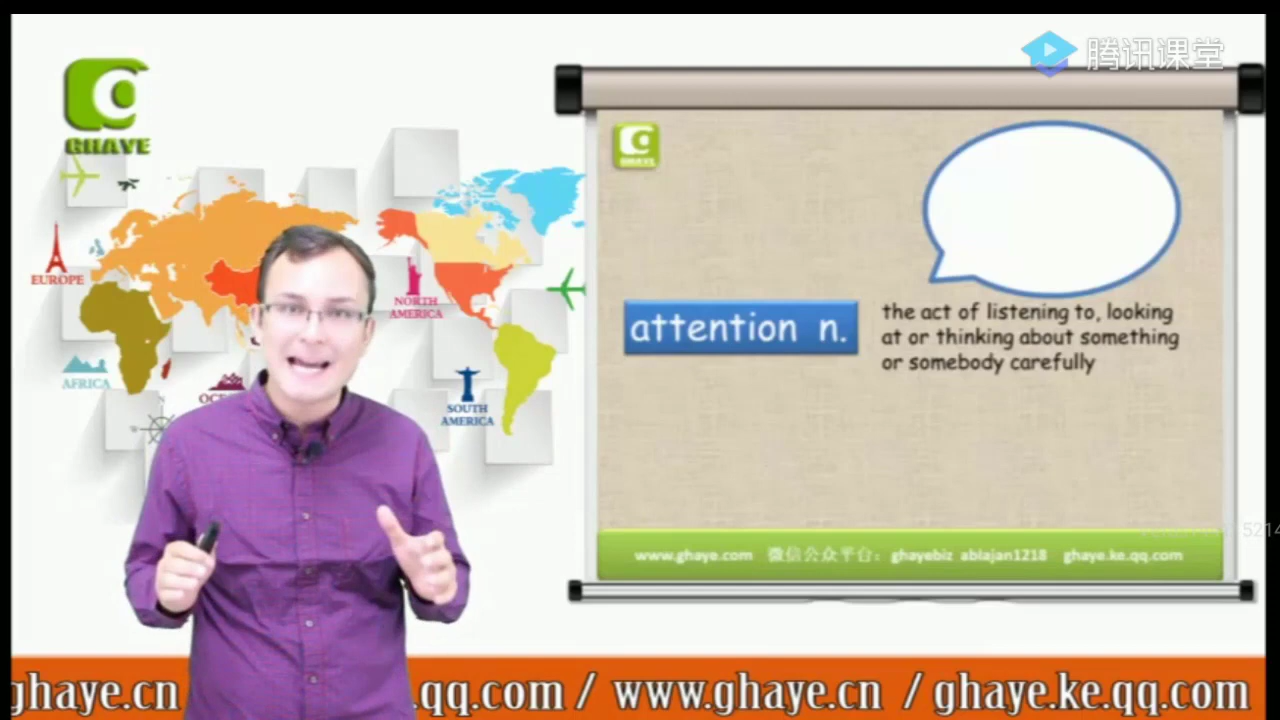 腾讯课堂
GHAYE
GHAYE
EUROPE
NORTH
AMERICA
AFRICA
SOUTH
AMERICA
attention n.
the act of listening to, looking
at or thinking about something
or somebody carefully
www.ghaye.com 微信公众平台: ghayebiz ablajan1218 ghaye.ke.qq.com
ghaye.cn .qq.com / www.ghaye.cn / ghaye.ke.qq.com